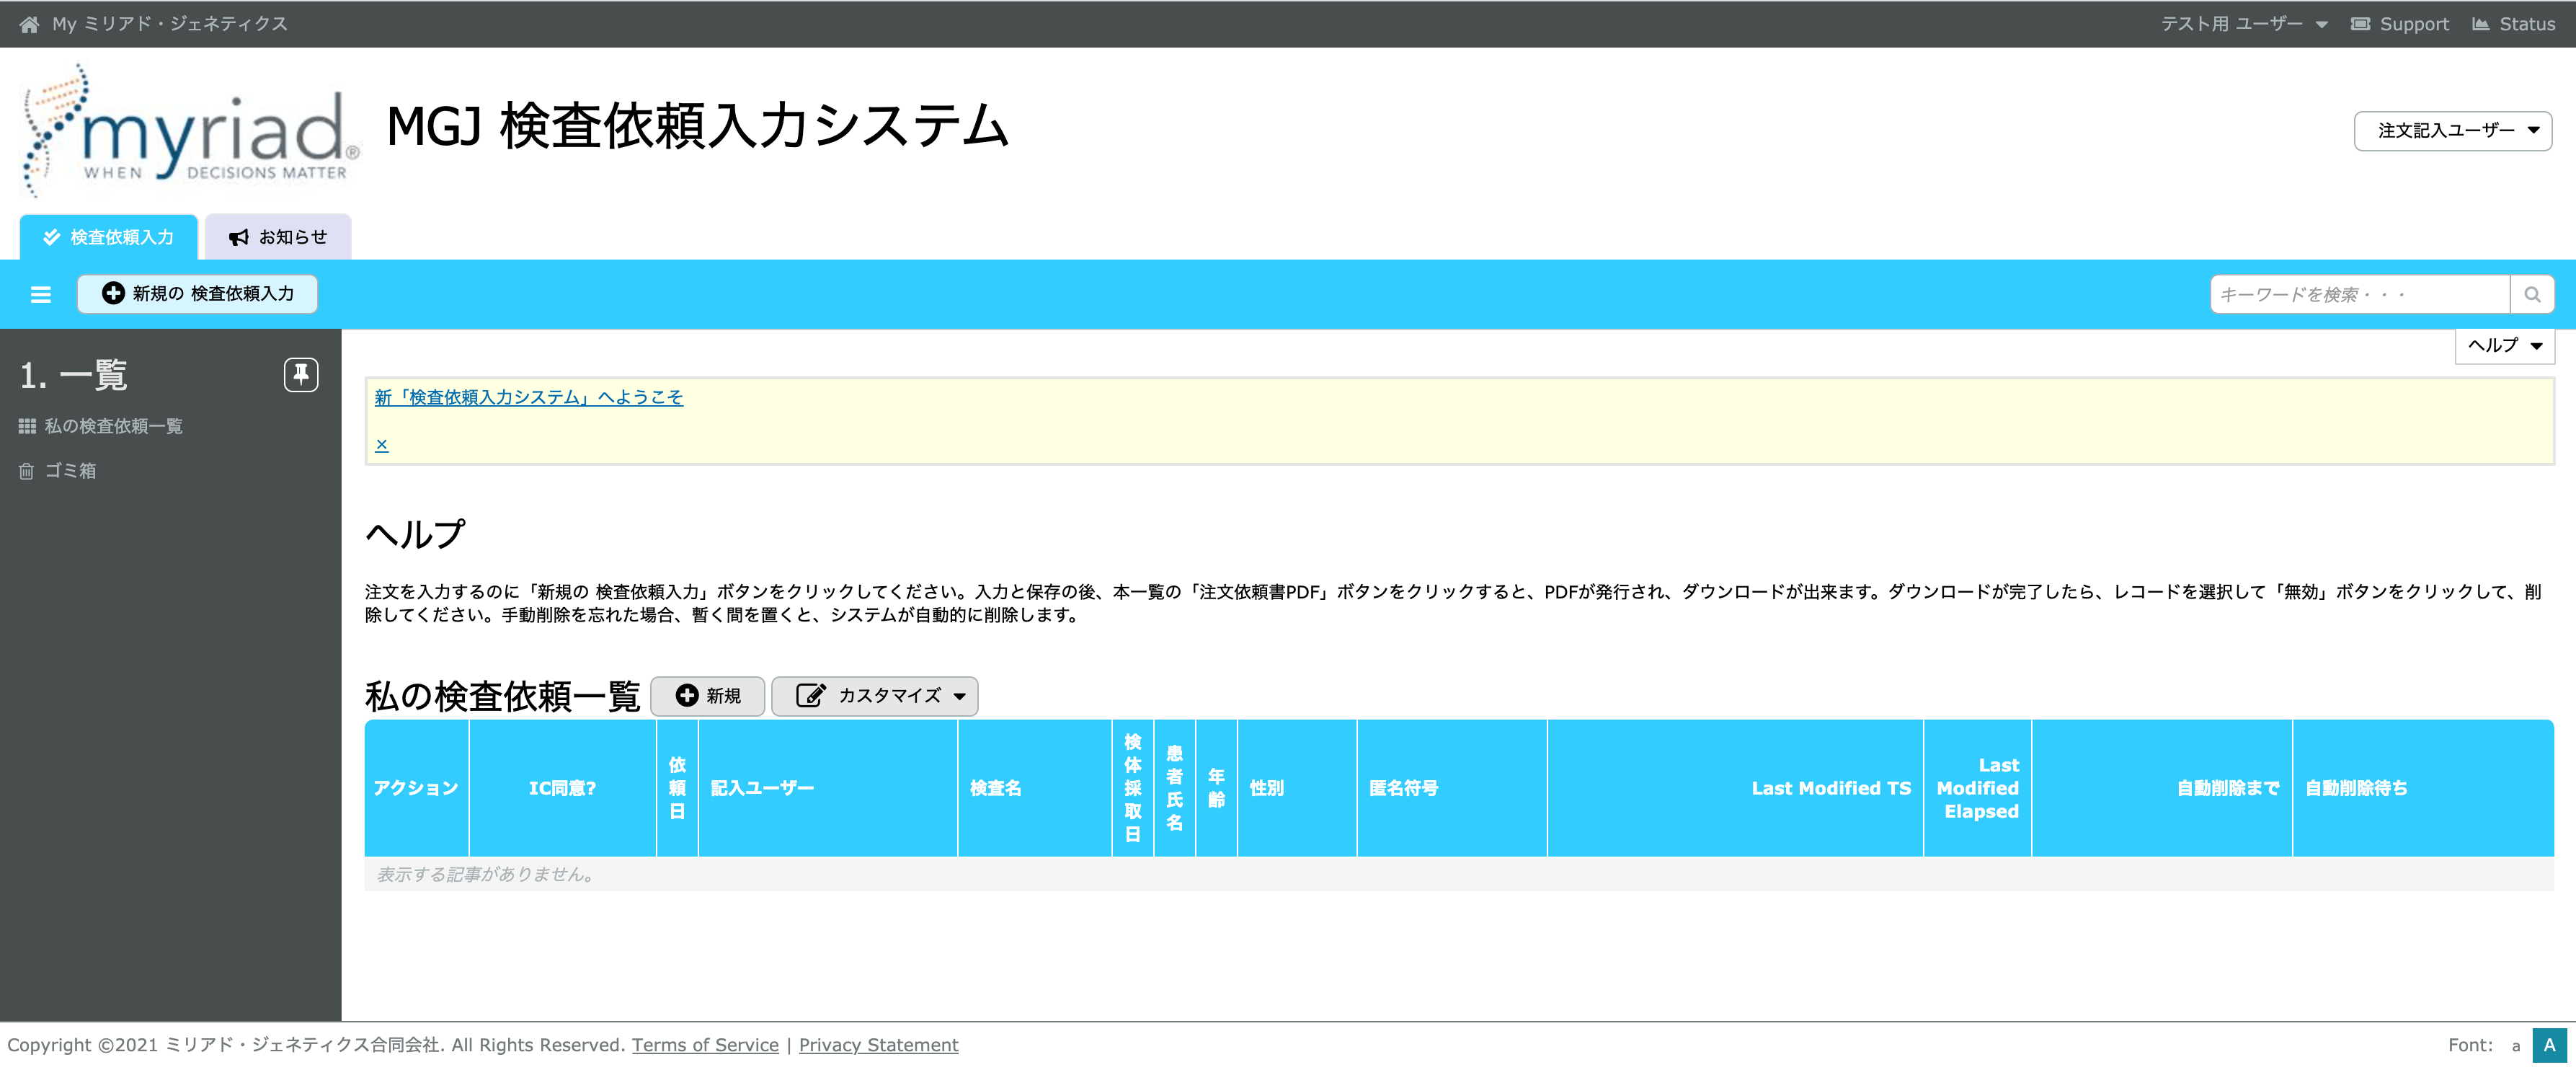 My ミリアド・ジェネティクス
テスト用 ユーザー
Support
Status
myriad®
WHEN DECISIONS MATTER
MGJ 検査依頼入力システム
注文記入ユーザー
検査依頼入力
お知らせ
新規の 検査依頼入力
キーワードを検索・・・
1. 一覧
私の検査依頼一覧
ゴミ箱
ヘルプ
新「検査依頼入力システム」へようこそ
×
ヘルプ
注文を入力するのに「新規の 検査依頼入力」ボタンをクリックしてください。入力と保存の後、本一覧の「注文依頼書PDF」ボタンをクリックすると、PDFが発行され、ダウンロードが出来ます。ダウンロードが完了したら、レコードを選択して「無効」ボタンをクリックして、削
除してください。手動削除を忘れた場合、暫く間を置くと、システムが自動的に削除します。
私の検査依頼一覧
新規
カスタマイズ
アクション
IC同意?
依頼日
記入ユーザー
検査名
検体採取日
患者氏名
年齢
性別
匿名符号
Last Modified TS
Last Modified Elapsed
自動削除まで
自動削除待ち
表示する記事がありません。
Copyright ©2021 ミリアド・ジェネティクス合同会社. All Rights Reserved. Terms of Service | Privacy Statement
Font: a A